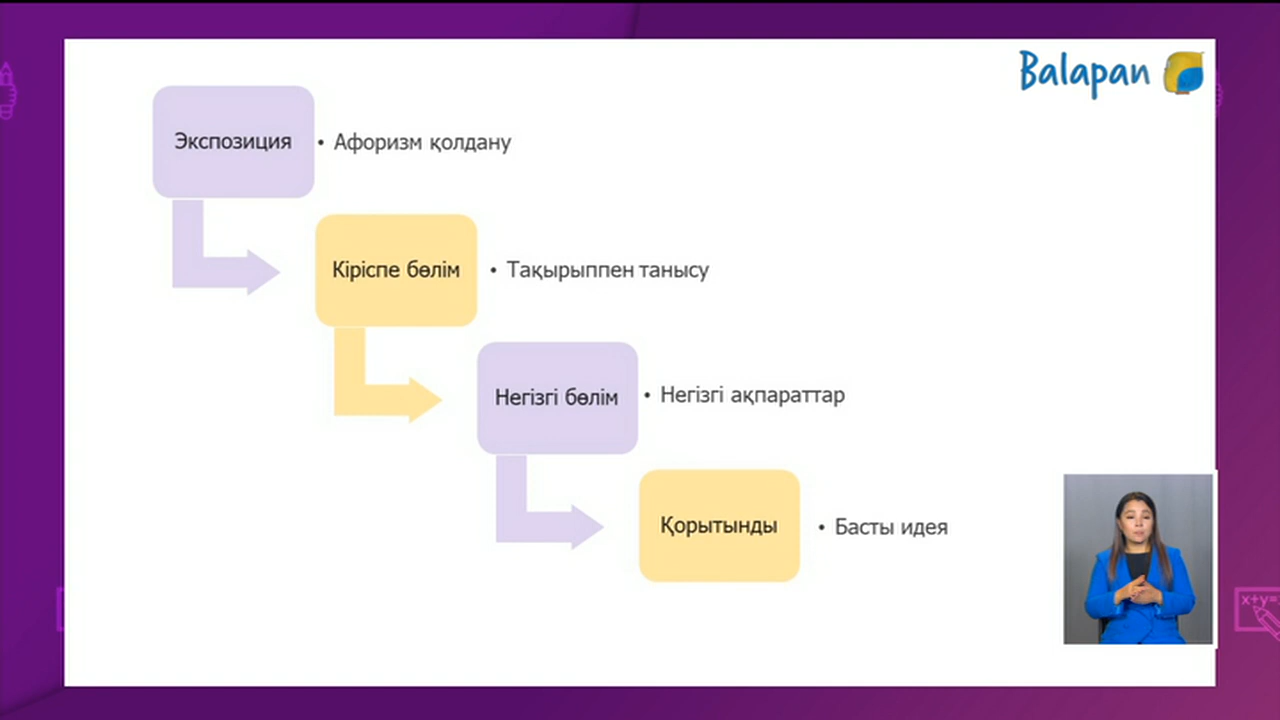 Balapan
Экспозиция
• Афоризм қолдану
Кіріспе бөлім
• Тақырыппен танысу
Негізгі бөлім
• Негізгі ақпараттар
Қорытынды
• Басты идея
x+y=